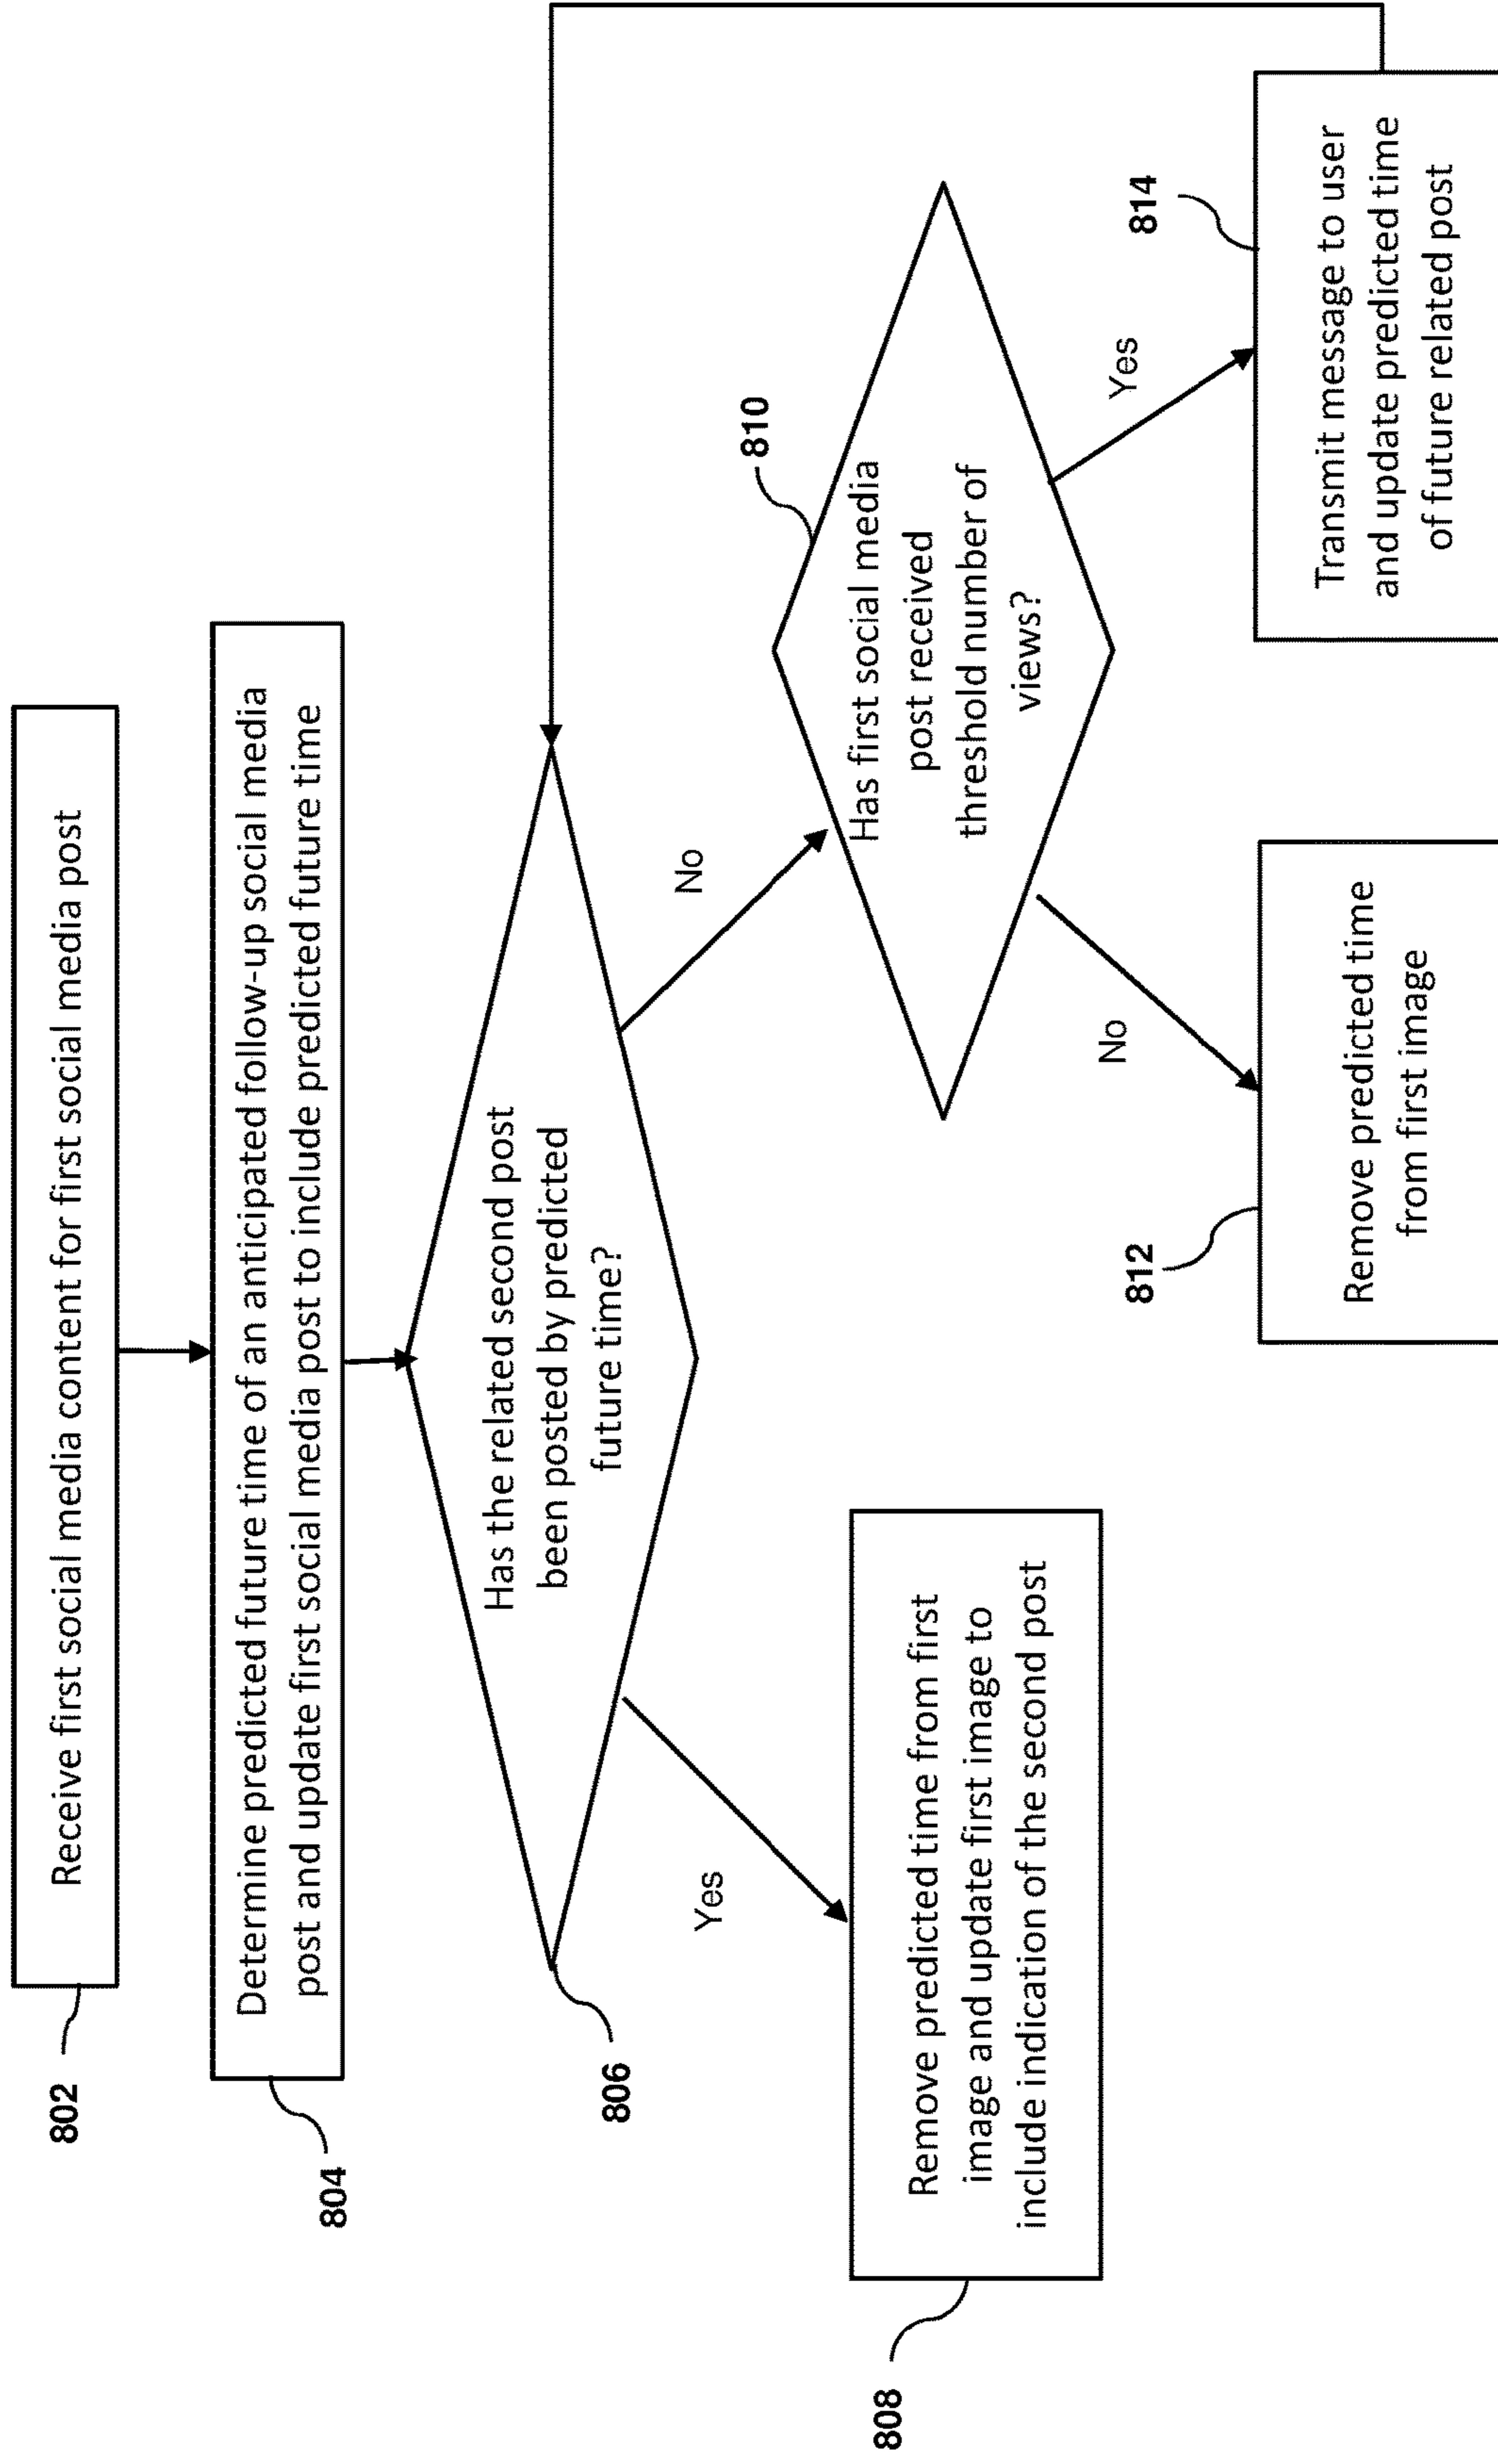 802
Receive first social media content for first social media post
804
Determine predicted future time of an anticipated follow-up social media
post and update first social media post to include predicted future time
806
Has the related second post
been posted by predicted
future time?
Yes
No
808
Remove predicted time from first
image and update first image to
include indication of the second post
810
Has first social media
post received
threshold number of
views?
No
Yes
812
Remove predicted time
from first image
814
Transmit message to user
and update predicted time
of future related post